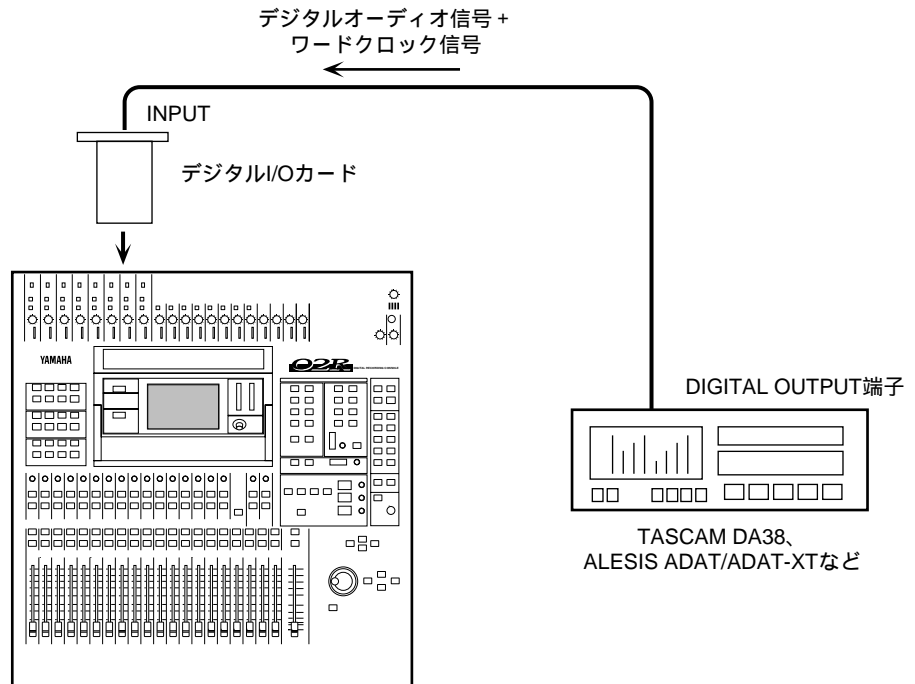 デジタルオーディオ信号 +
ワードクロック信号
INPUT
デジタルI/Oカード
YAMAHA
02R
DIGITAL OUTPUT端子
TASCAM DA38、
ALESIS ADAT/ADAT-XTなど